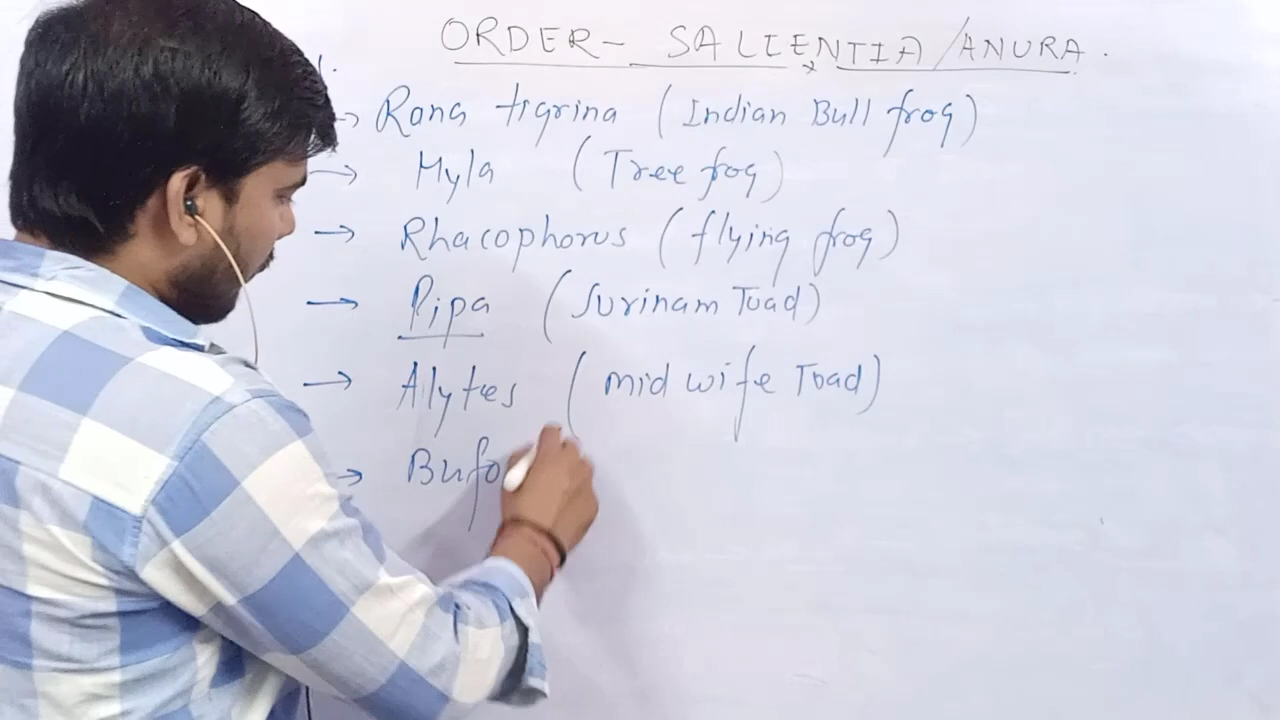 ORDER- SALIENTIA/ANURA.
→ Rana tigrina (Indian Bull frog)
→ Hyla (Tree frog)
→ Rhacophorus (flying frog)
→ Pipa (Surinam Toad)
→ Alytes (mid wife Toad)
→ Bufo